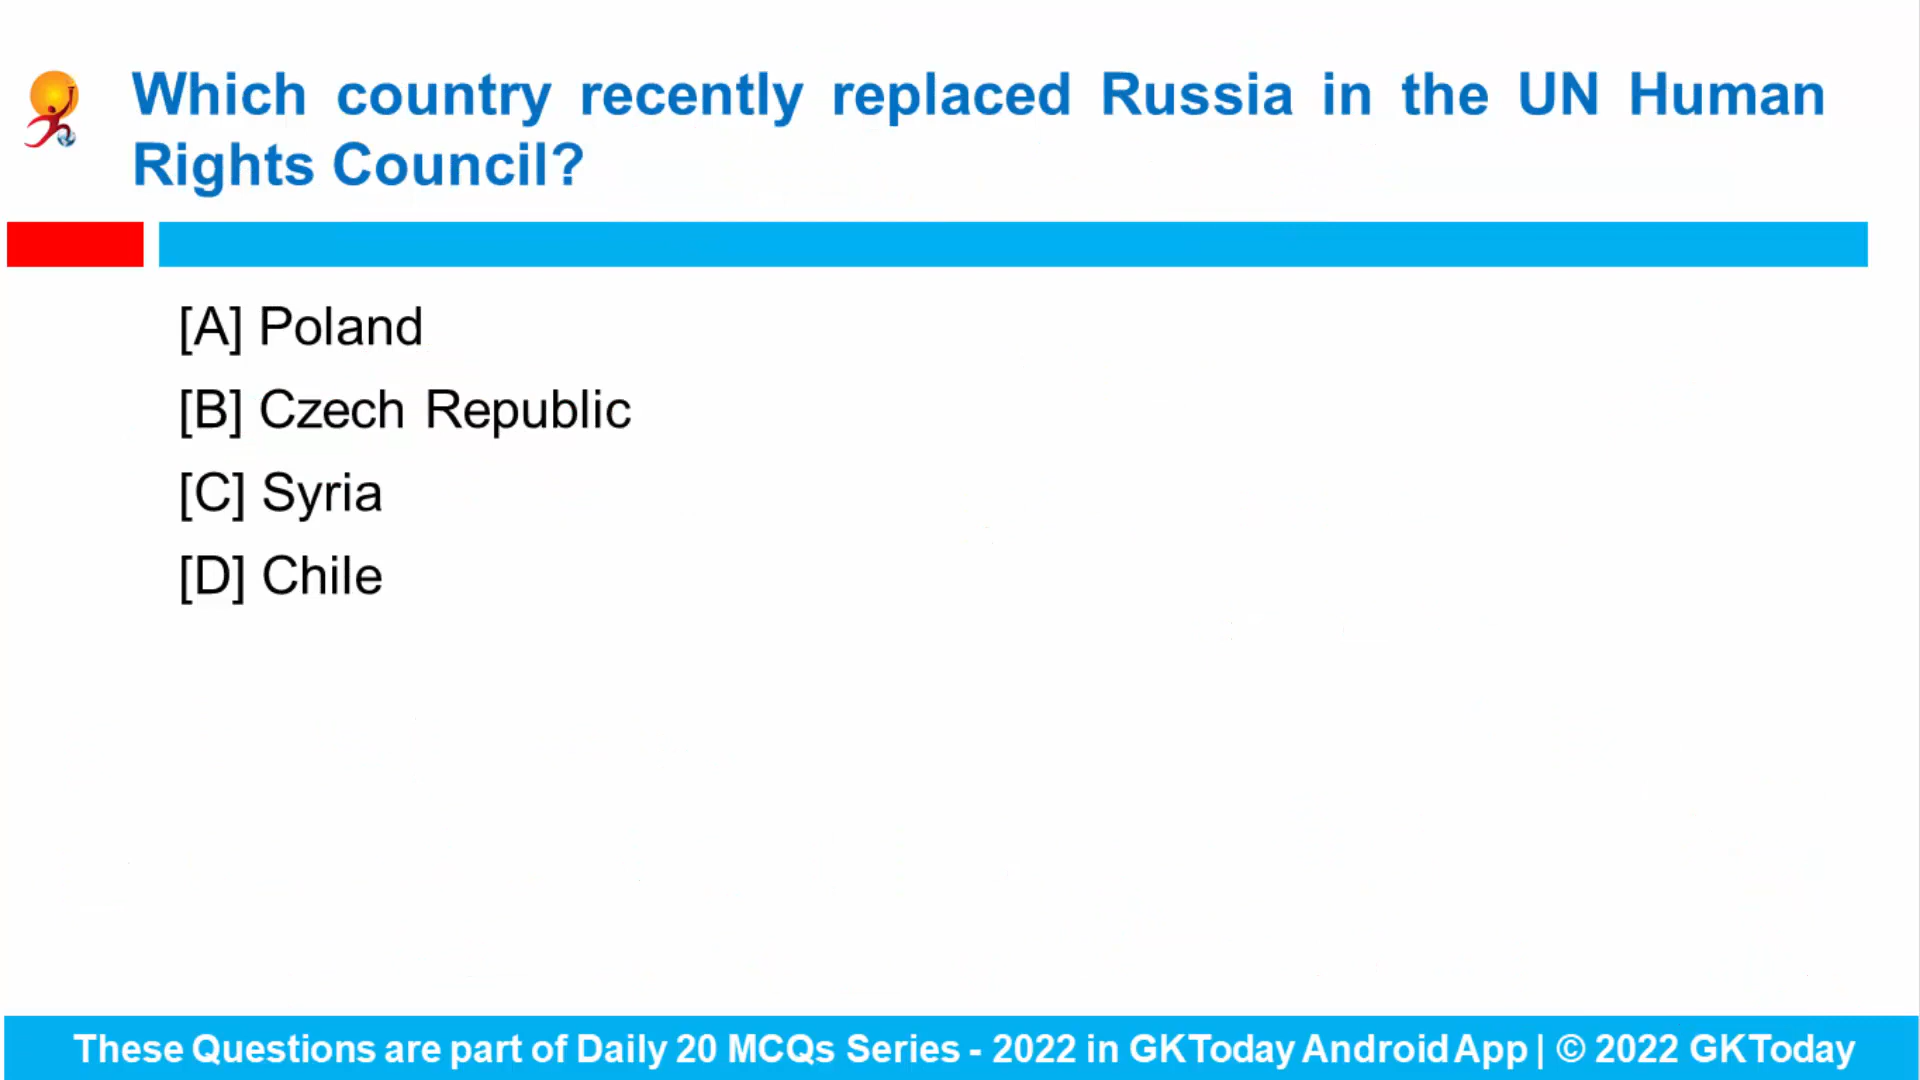 Which country recently replaced Russia in the UN Human
Rights Council?
[A] Poland
[B] Czech Republic
[C] Syria
[D] Chile
These Questions are part of Daily 20 MCQs Series - 2022 in GKToday Android App | © 2022 GKToday